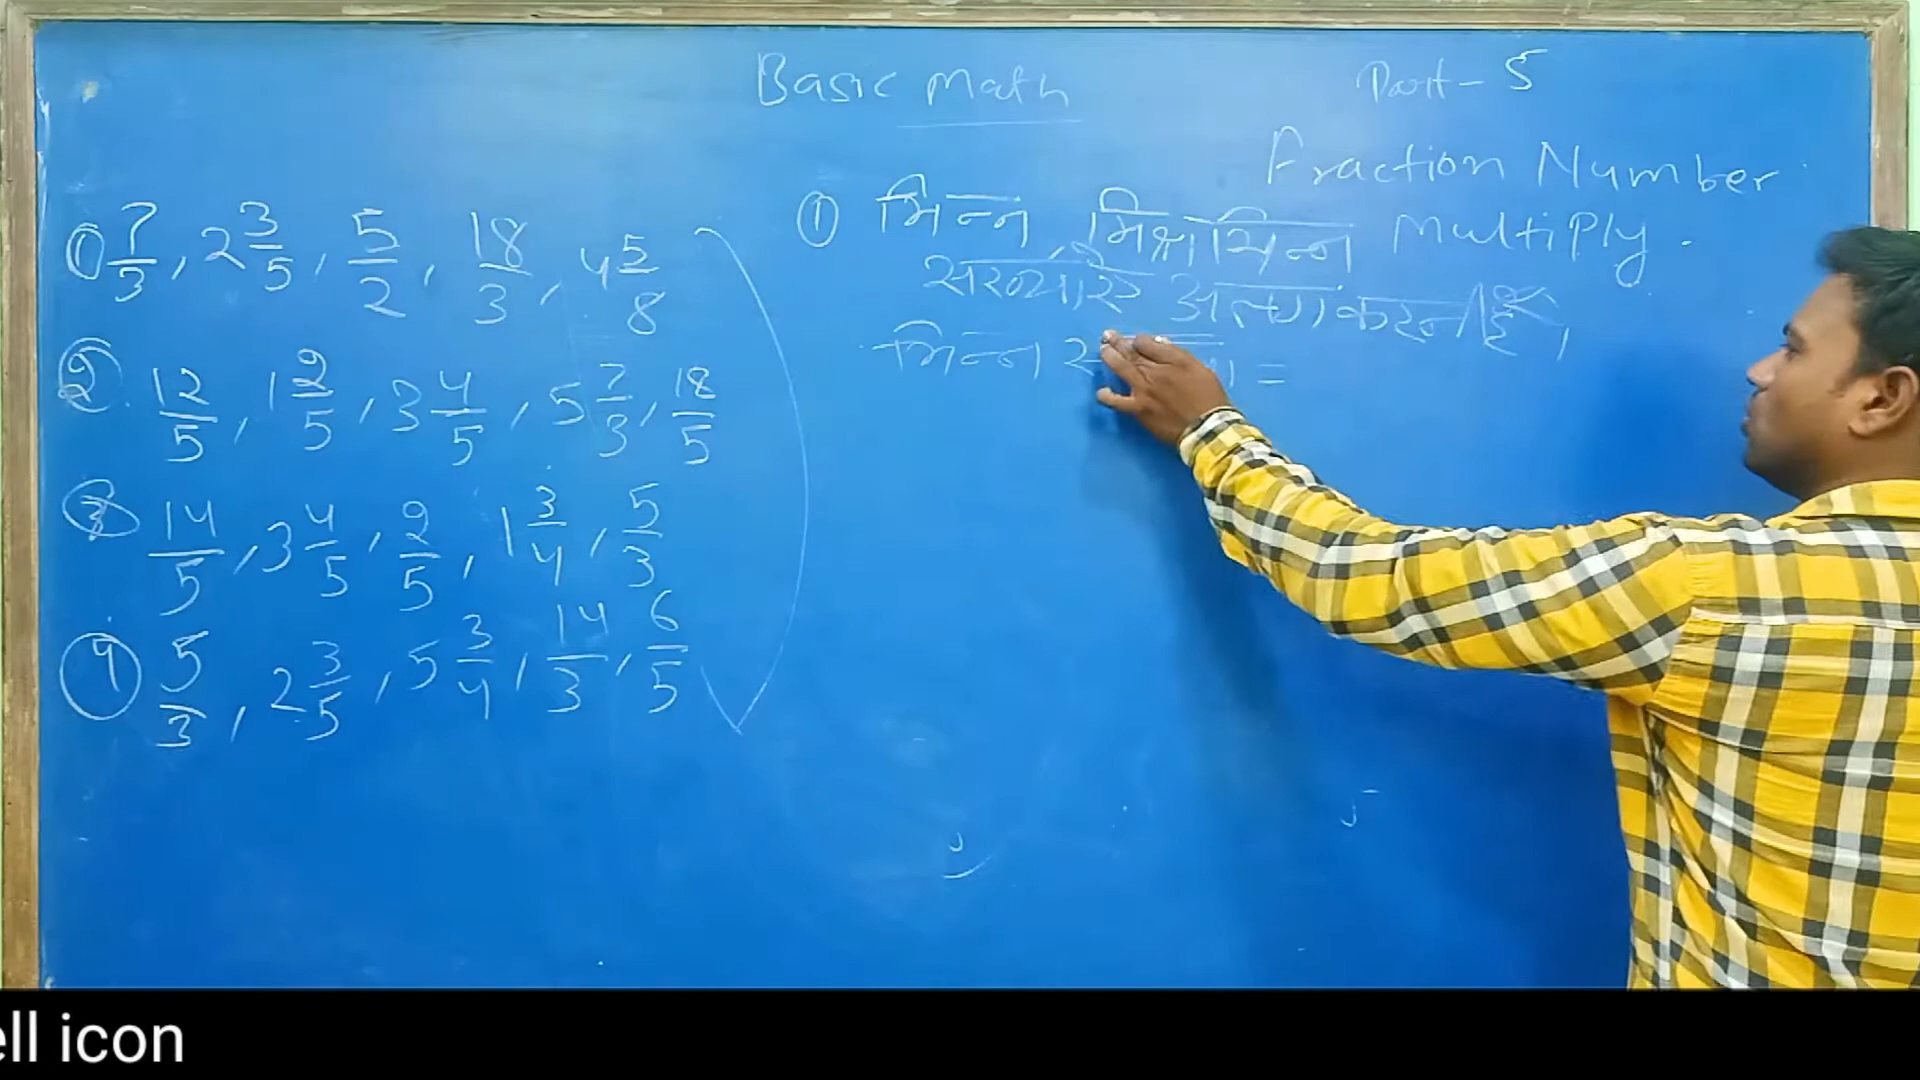 Basic Math
Part - 5
Fraction Number
① भिन्न, मिश्र भिन्न Multiply.
संख्याए अलग करना है,
भिन्न =
① 7/3, 2 3/5, 5/2, 18/3, 4 5/8
② 12/5, 1 2/5, 3 4/5, 5 7/3, 18/5
③ 14/5, 3 4/5, 2/5, 1 3/4, 5/3
④ 5/3, 2 3/5, 5 3/4, 14/3, 6/5
ell icon